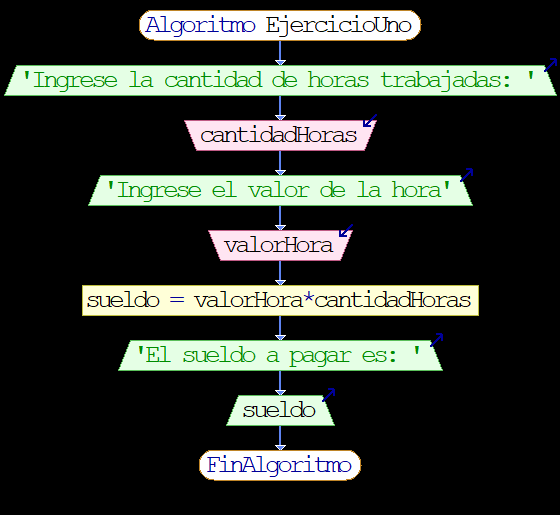 Algoritmo EjercicioUno
'Ingrese la cantidad de horas trabajadas: '
cantidadHoras
'Ingrese el valor de la hora'
valorHora
sueldo = valorHora*cantidadHoras
'El sueldo a pagar es: '
sueldo
FinAlgoritmo